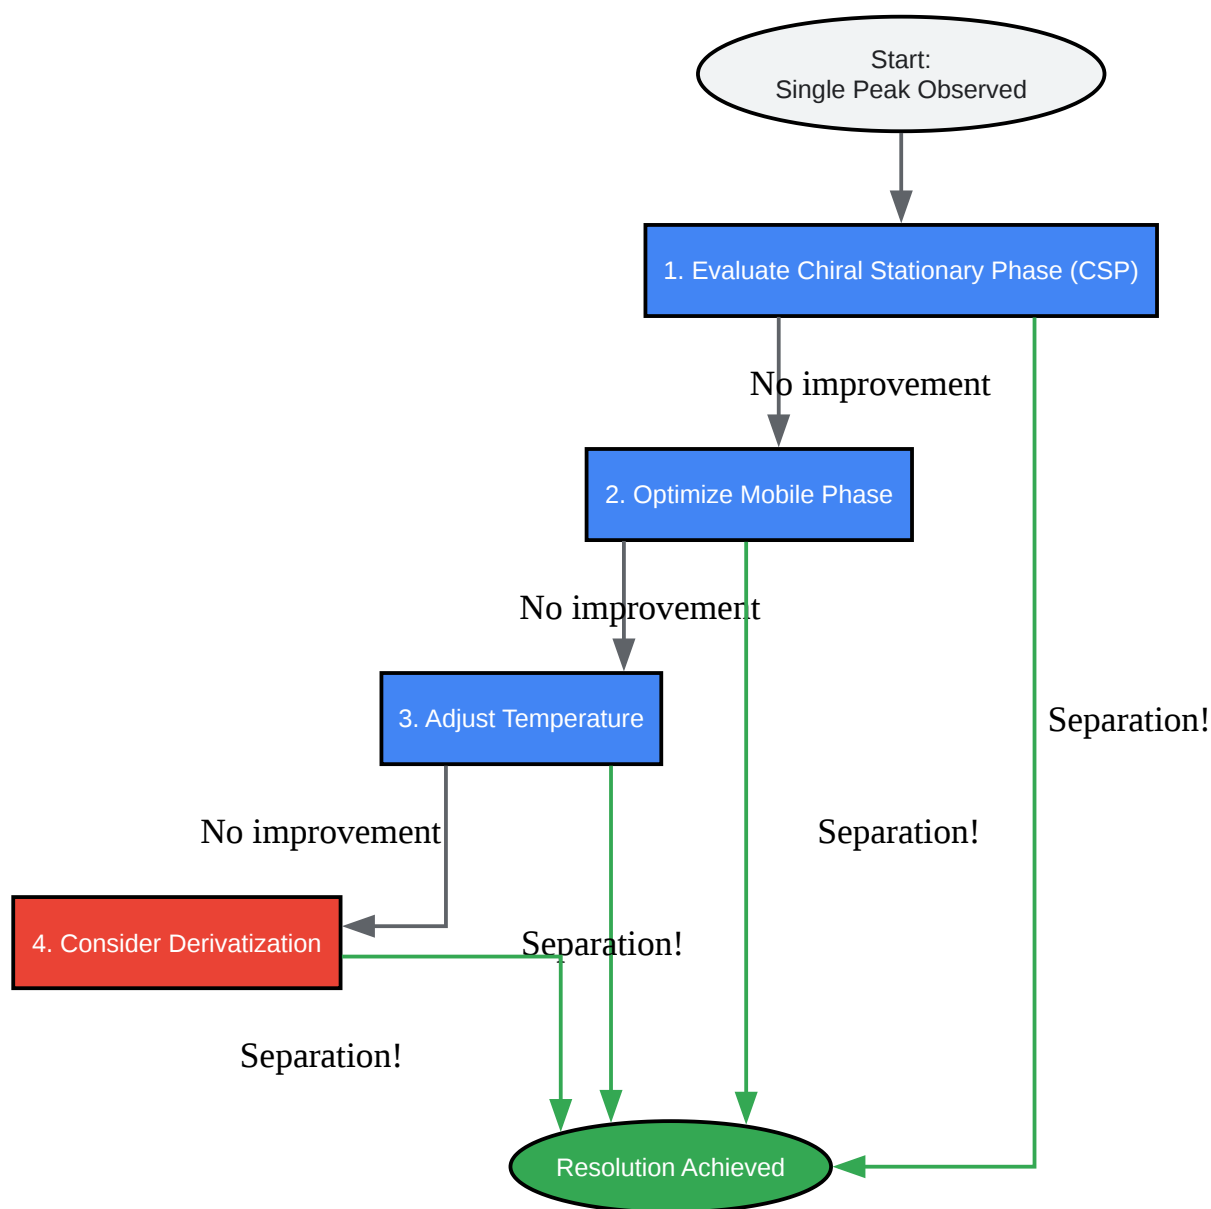 Start:
Single Peak Observed
1. Evaluate Chiral Stationary Phase (CSP)
No improvement
2. Optimize Mobile Phase
No improvement
3. Adjust Temperature
Separation!
No improvement
Separation!
4. Consider Derivatization
Separation!
Separation!
Resolution Achieved